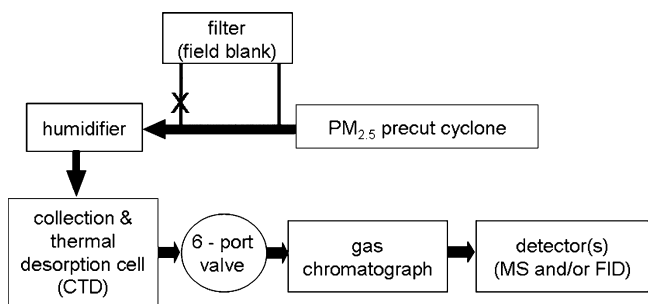 filter
(field blank)
humidifier
PM2.5 precut cyclone
collection &
thermal
desorption cell
(CTD)
6 - port
valve
gas
chromatograph
detector(s)
(MS and/or FID)